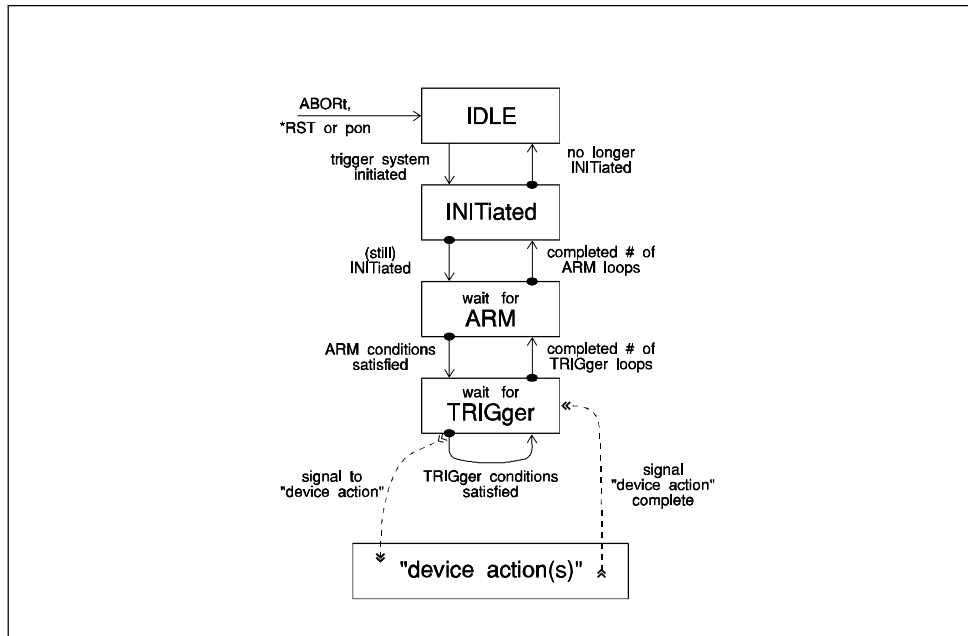 ABORt,
*RST or pon
IDLE
trigger system
initiated
no longer
INITiated
INITiated
(still)
INITiated
completed # of
ARM loops
wait for
ARM
ARM conditions
satisfied
completed # of
TRIGger loops
wait for
TRIGger
signal to
"device action"
TRIGger conditions
satisfied
signal
"device action"
complete
"device action(s)"